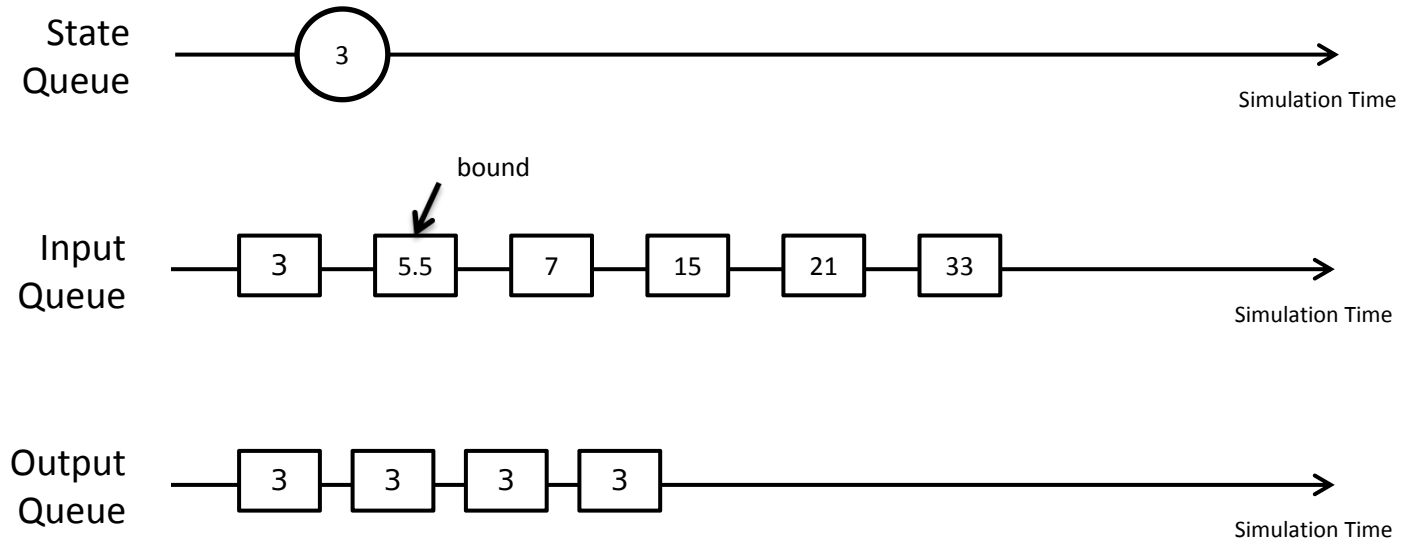 State
Queue
3
Simulation Time
bound
Input
Queue
3 5.5 7 15 21 33
Simulation Time
Output
Queue
3 3 3 3
Simulation Time